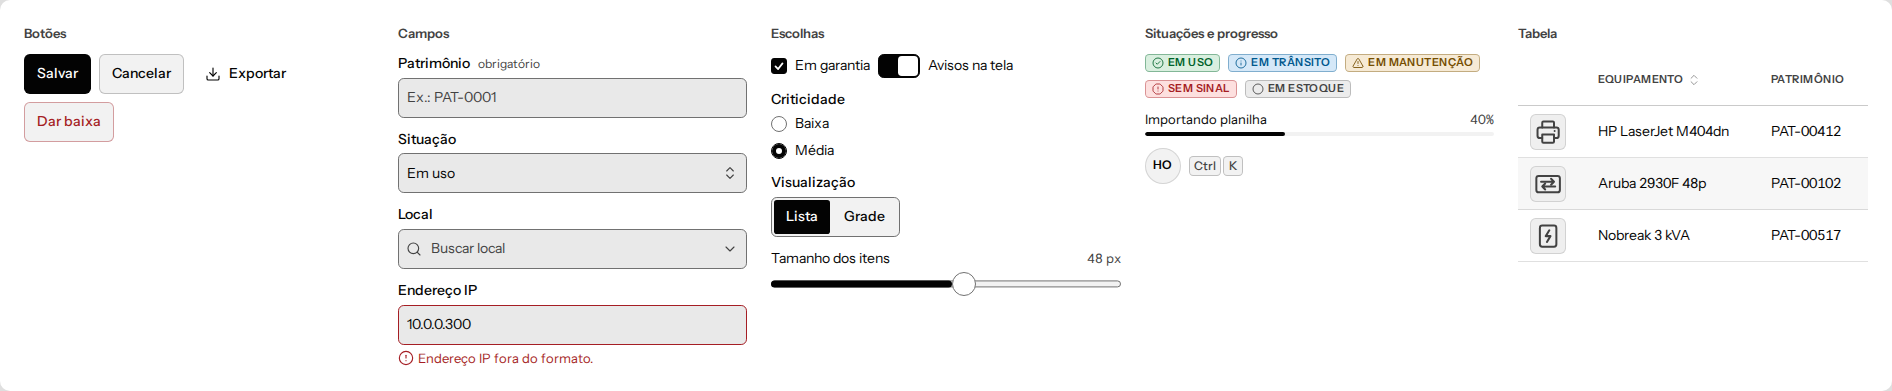 Botões
Salvar
Cancelar
Exportar
Dar baixa
Campos
Patrimônio obrigatório
Ex.: PAT-0001
Situação
Em uso
Local
Buscar local
Endereço IP
10.0.0.300
Endereço IP fora do formato.
Escolhas
Em garantia
Avisos na tela
Criticidade
Baixa
Média
Visualização
Lista
Grade
Tamanho dos itens
48 px
Situações e progresso
EM USO
EM TRÂNSITO
EM MANUTENÇÃO
SEM SINAL
EM ESTOQUE
Importando planilha
40%
HO
Ctrl
K
Tabela
EQUIPAMENTO
PATRIMÔNIO
HP LaserJet M404dn
PAT-00412
Aruba 2930F 48p
PAT-00102
Nobreak 3 kVA
PAT-00517